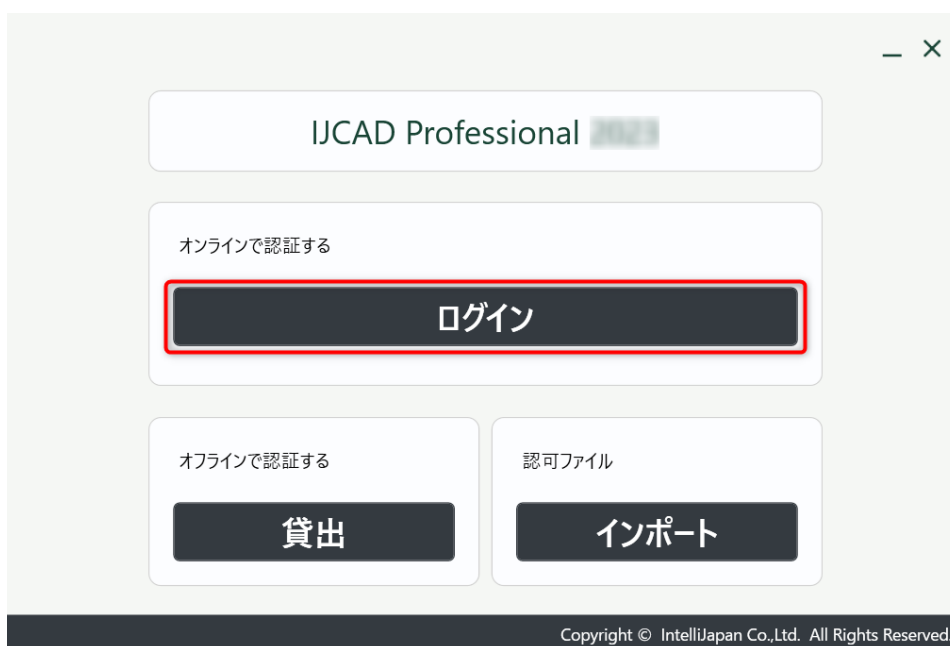 IJCAD Professional
オンラインで認証する
ログイン
オフラインで認証する
貸出
認可ファイル
インポート
Copyright © IntelliJapan Co.,Ltd. All Rights Reserved.